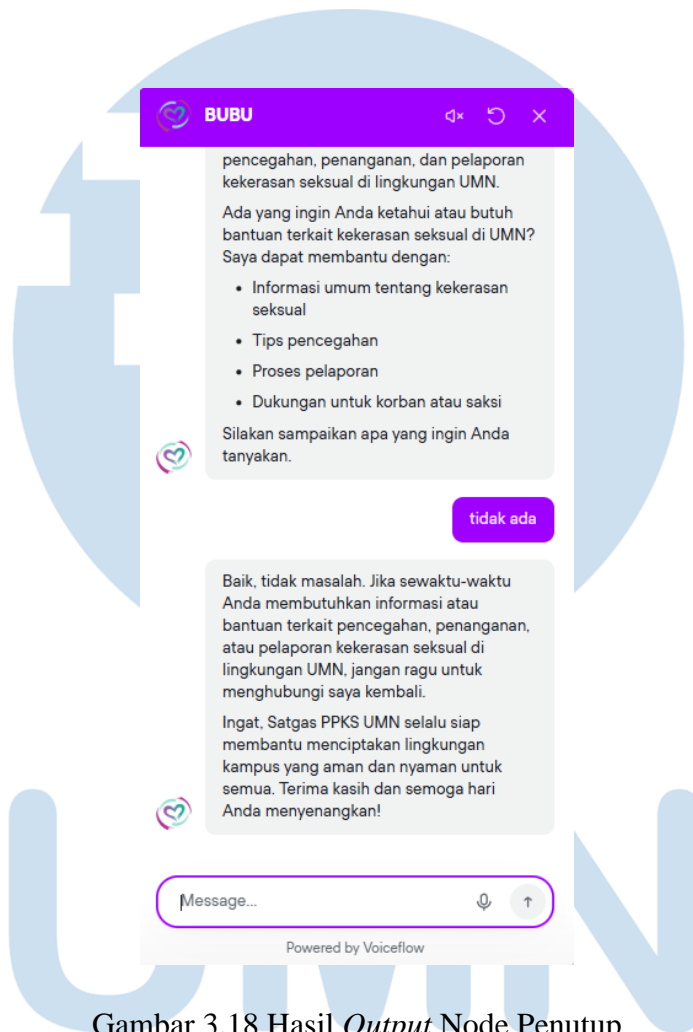 BUBU
pencegahan, penanganan, dan pelaporan
kekerasan seksual di lingkungan UMN.
Ada yang ingin Anda ketahui atau butuh
bantuan terkait kekerasan seksual di UMN?
Saya dapat membantu dengan:
• Informasi umum tentang kekerasan
seksual
• Tips pencegahan
• Proses pelaporan
• Dukungan untuk korban atau saksi
Silakan sampaikan apa yang ingin Anda
tanyakan.
tidak ada
Baik, tidak masalah. Jika sewaktu-waktu
Anda membutuhkan informasi atau
bantuan terkait pencegahan, penanganan,
atau pelaporan kekerasan seksual di
lingkungan UMN, jangan ragu untuk
menghubungi saya kembali.
Ingat, Satgas PPKS UMN selalu siap
membantu menciptakan lingkungan
kampus yang aman dan nyaman untuk
semua. Terima kasih dan semoga hari
Anda menyenangkan!
Message...
Powered by Voiceflow
UMN
Gambar 3.18 Hasil Output Node Penutup